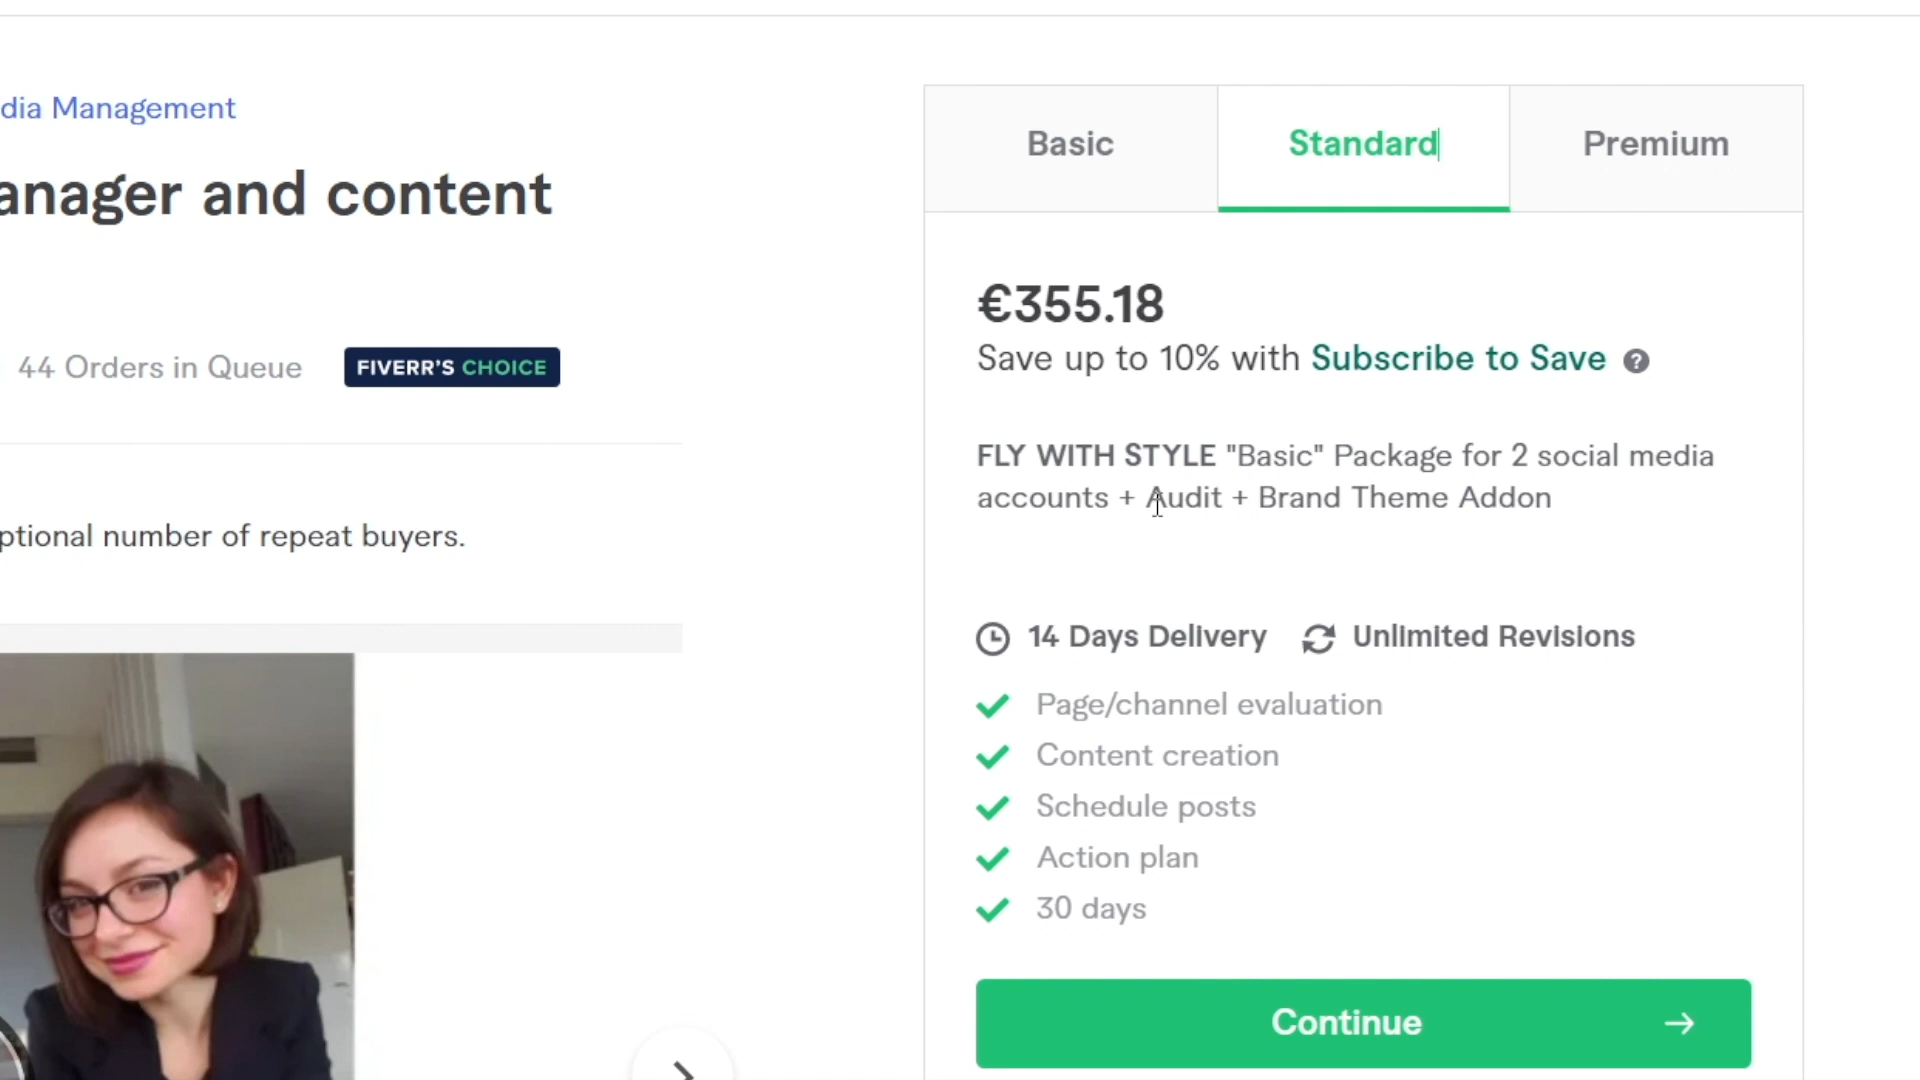 dia Management
anager and content
44 Orders in Queue
FIVERR'S CHOICE
ptional number of repeat buyers.
Basic
Standard
Premium
€355.18
Save up to 10% with Subscribe to Save ?
FLY WITH STYLE "Basic" Package for 2 social media
accounts + Audit + Brand Theme Addon
14 Days Delivery
Unlimited Revisions
Page/channel evaluation
Content creation
Schedule posts
Action plan
30 days
Continue